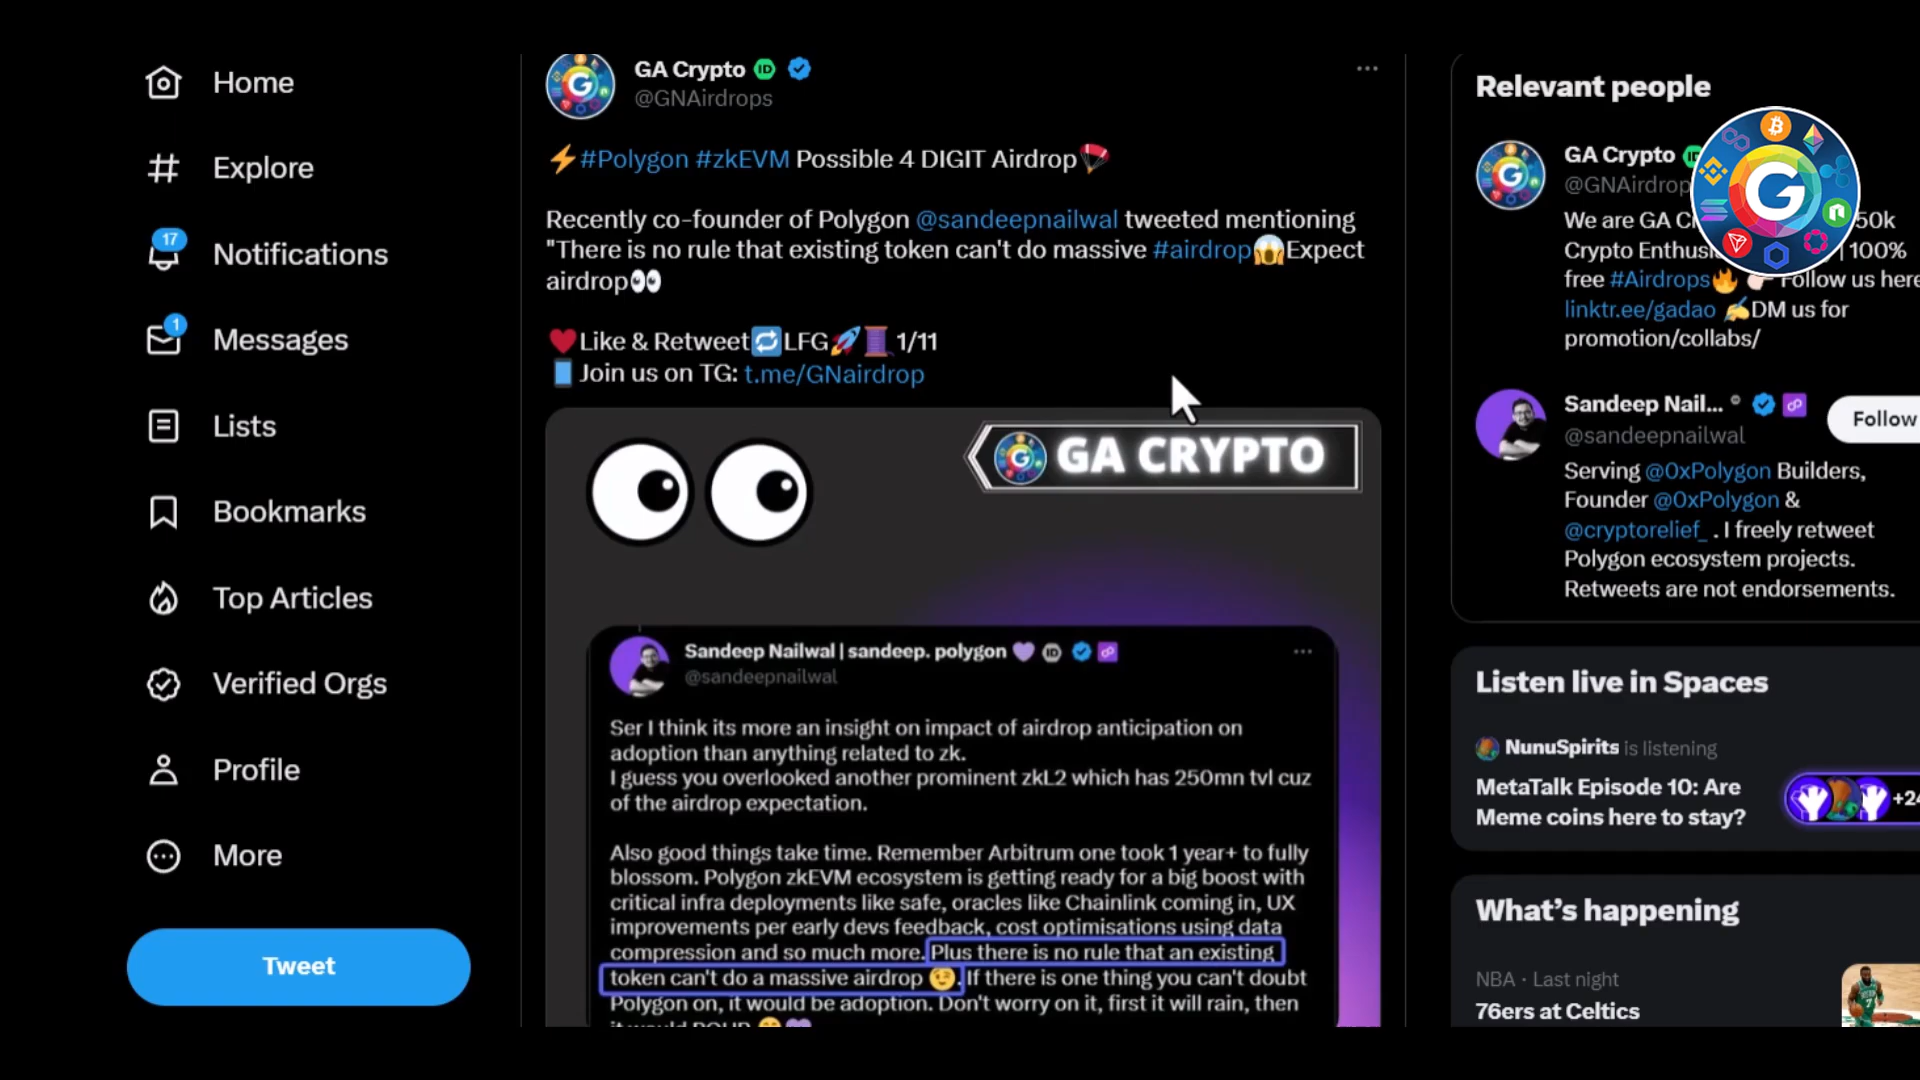 Home
Explore
17
Notifications
1
Messages
Lists
Bookmarks
Top Articles
Verified Orgs
Profile
More
Tweet
GA Crypto ID
@GNAirdrops
⚡#Polygon #zkEVM Possible 4 DIGIT Airdrop🪂
Recently co-founder of Polygon @sandeepnailwal tweeted mentioning
"There is no rule that existing token can't do massive #airdrop😱Expect
airdrop👀
♥️Like & Retweet🔁LFG🚀🧵1/11
📱Join us on TG: t.me/GNairdrop
G GA CRYPTO
Sandeep Nailwal | sandeep. polygon 💜 ID
@sandeepnailwal
Ser I think its more an insight on impact of airdrop anticipation on
adoption than anything related to zk.
I guess you overlooked another prominent zkL2 which has 250mn tvl cuz
of the airdrop expectation.
Also good things take time. Remember Arbitrum one took 1 year+ to fully
blossom. Polygon zkEVM ecosystem is getting ready for a big boost with
critical infra deployments like safe, oracles like Chainlink coming in, UX
improvements per early devs feedback, cost optimisations using data
compression and so much more. Plus there is no rule that an existing
token can't do a massive airdrop 😉. If there is one thing you can't doubt
Polygon on, it would be adoption. Don't worry on it, first it will rain, then
Relevant people
GA Crypto
@GNAirdrop
We are GA C 50k
Crypto Enthus | 100%
free #Airdrops🔥 Follow us here
linktr.ee/gadao ✍️DM us for
promotion/collabs/
G
Sandeep Nail...
Follow
@sandeepnailwal
Serving @0xPolygon Builders,
Founder @0xPolygon &
@cryptorelief_ . I freely retweet
Polygon ecosystem projects.
Retweets are not endorsements.
Listen live in Spaces
NunuSpirits is listening
MetaTalk Episode 10: Are
Meme coins here to stay?
+24
What's happening
NBA · Last night
76ers at Celtics